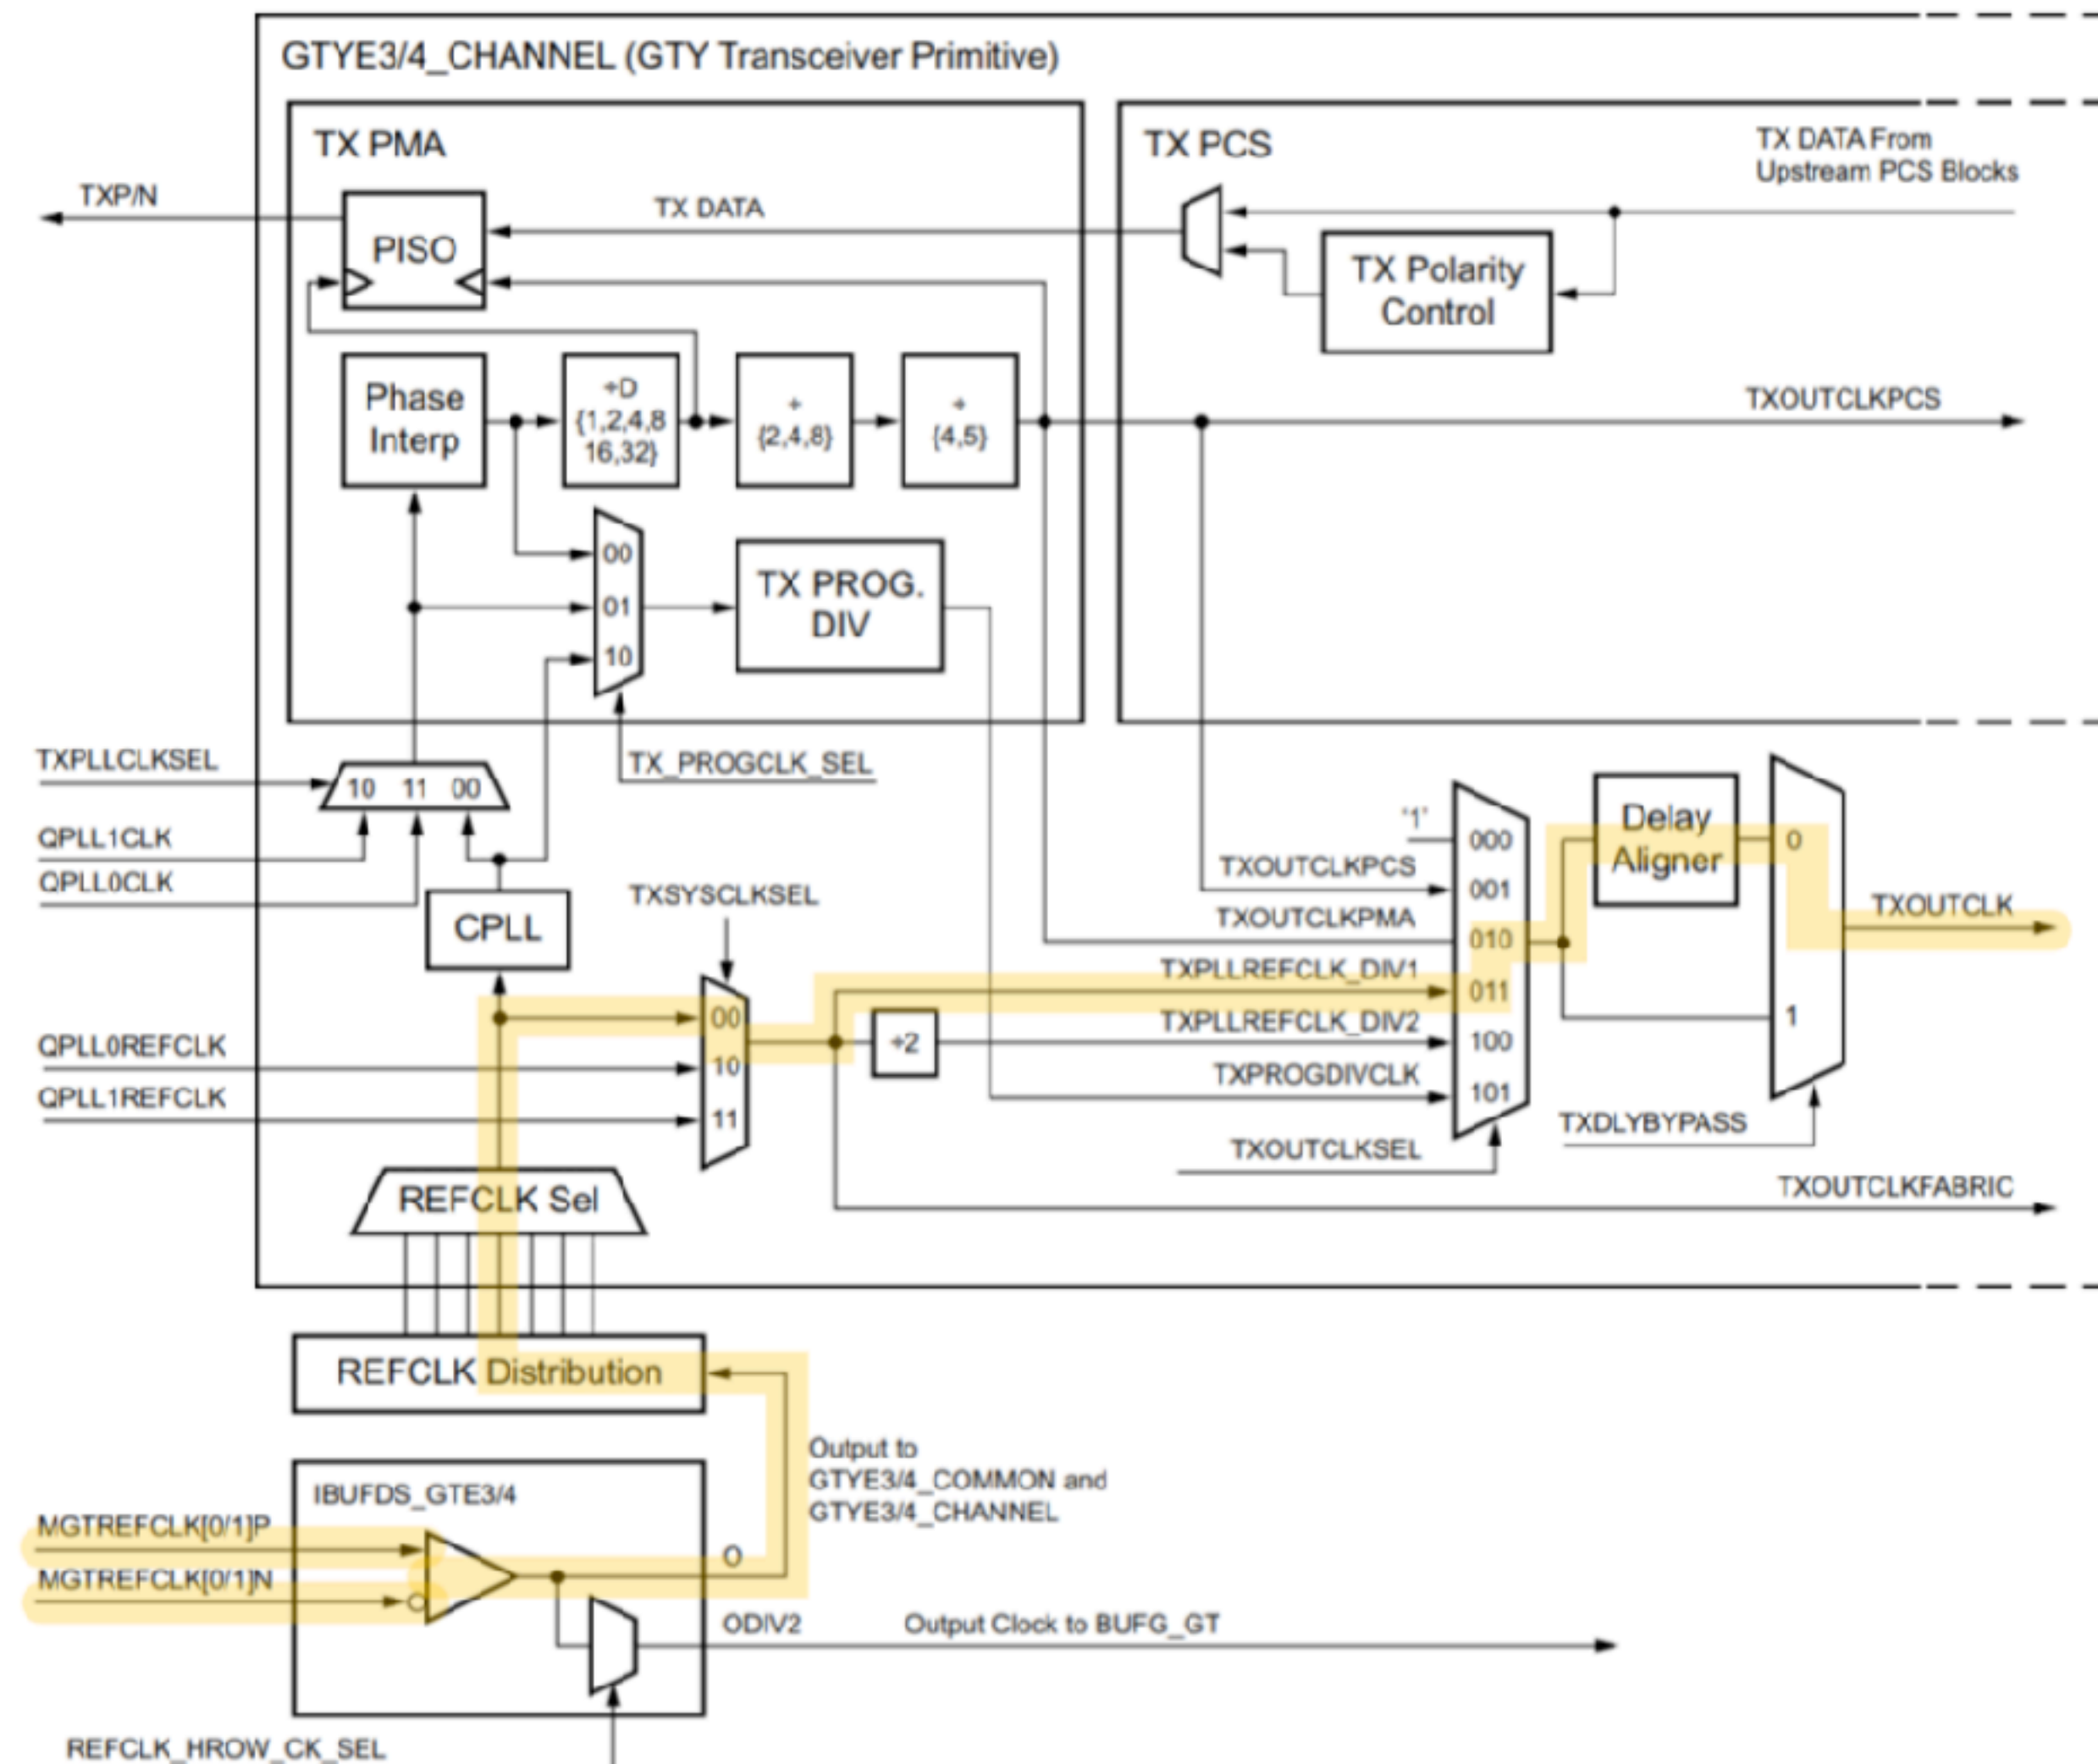 GTYE3/4_CHANNEL (GTY Transceiver Primitive)
TX PMA
TX PCS
TX DATA From
Upstream PCS Blocks
TXP/N
TX DATA
PISO
TX Polarity
Control
Phase
Interp
÷D
{1,2,4,8
16,32}
÷
{2,4,8}
÷
{4,5}
TXOUTCLKPCS
00
01
10
TX PROG.
DIV
TXPLLCLKSEL
10 11 00
TX_PROGCLK_SEL
QPLL1CLK
QPLL0CLK
CPLL
TXSYSCLKSEL
'1'
000
TXOUTCLKPCS
001
TXOUTCLKPMA
010
TXPLLREFCLK_DIV1
011
TXPLLREFCLK_DIV2
100
TXPROGDIVCLK
101
Delay
Aligner
0
1
TXOUTCLK
00
10
11
÷2
QPLL0REFCLK
QPLL1REFCLK
TXDLYBYPASS
TXOUTCLKSEL
TXOUTCLKFABRIC
REFCLK Sel
REFCLK Distribution
Output to
GTYE3/4_COMMON and
GTYE3/4_CHANNEL
IBUFDS_GTE3/4
MGTREFCLK[0/1]P
MGTREFCLK[0/1]N
O
ODIV2
Output Clock to BUFG_GT
REFCLK_HROW_CK_SEL